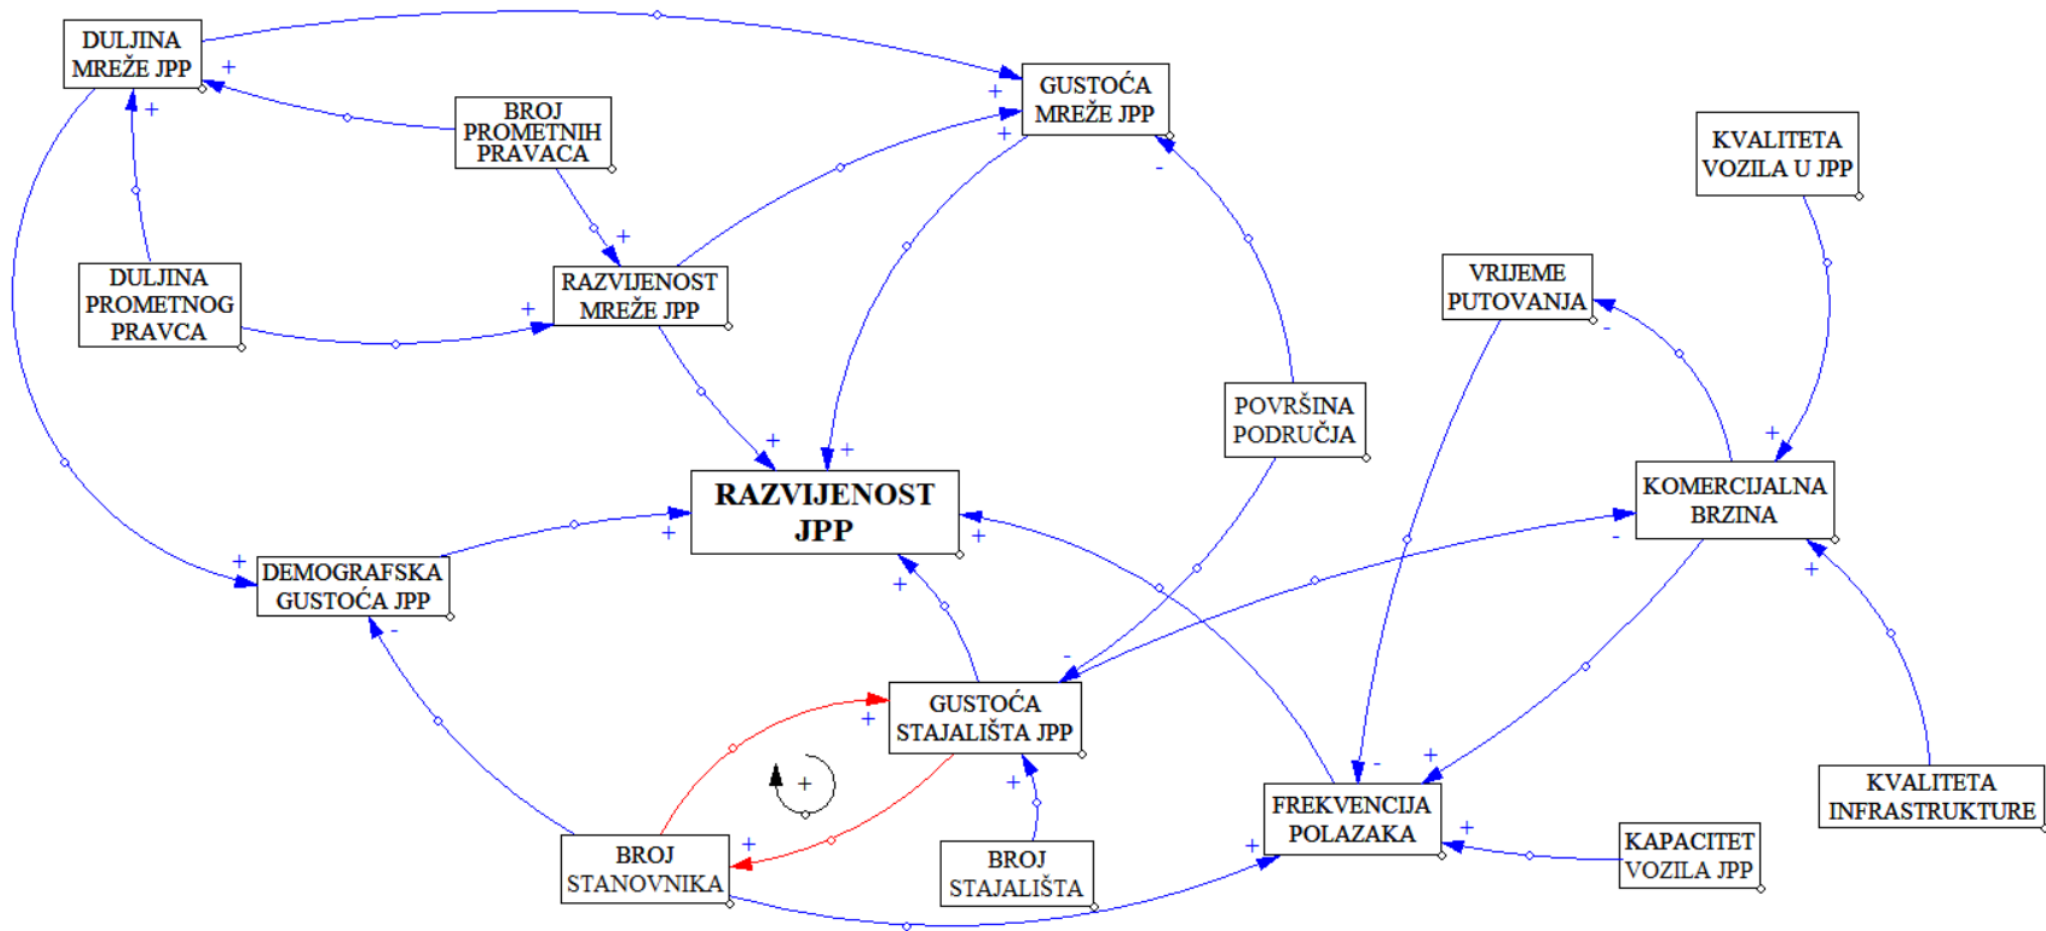 DULJINA
MREŽE JPP
+
+
BROJ
PROMETNIH
PRAVACA
GUSTOĆA
MREŽE JPP
+
+
-
KVALITETA
VOZILA U JPP
DULJINA
PROMETNOG
PRAVCA
+
+
RAZVIJENOST
MREŽE JPP
VRIJEME
PUTOVANJA
-
POVRŠINA
PODRUČJA
+
+
RAZVIJENOST
JPP
+
+
+
+
KOMERCIJALNA
BRZINA
-
+
+
DEMOGRAFSKA
GUSTOĆA JPP
-
-
GUSTOĆA
STAJALIŠTA JPP
+
+
+
+
BROJ
STANOVNIKA
BROJ
STAJALIŠTA
-
+
FREKVENCIJA
POLAZAKA
+
+
KAPACITET
VOZILA JPP
KVALITETA
INFRASTRUKTURE